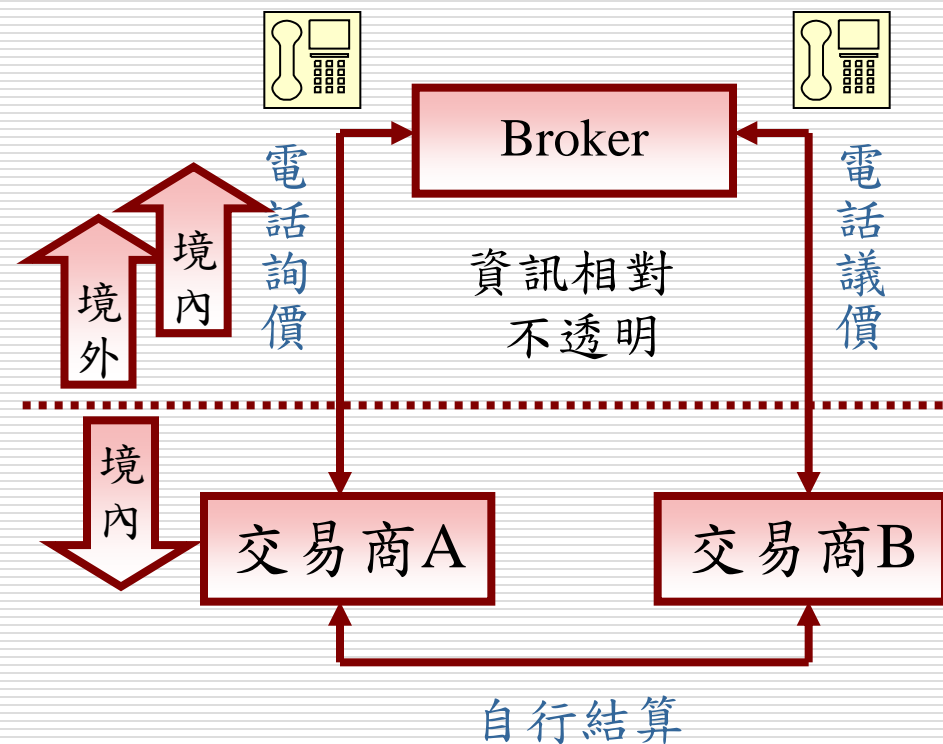 Broker
電話詢價
電話議價
境內
境外
資訊相對
不透明
境內
交易商A
交易商B
自行結算